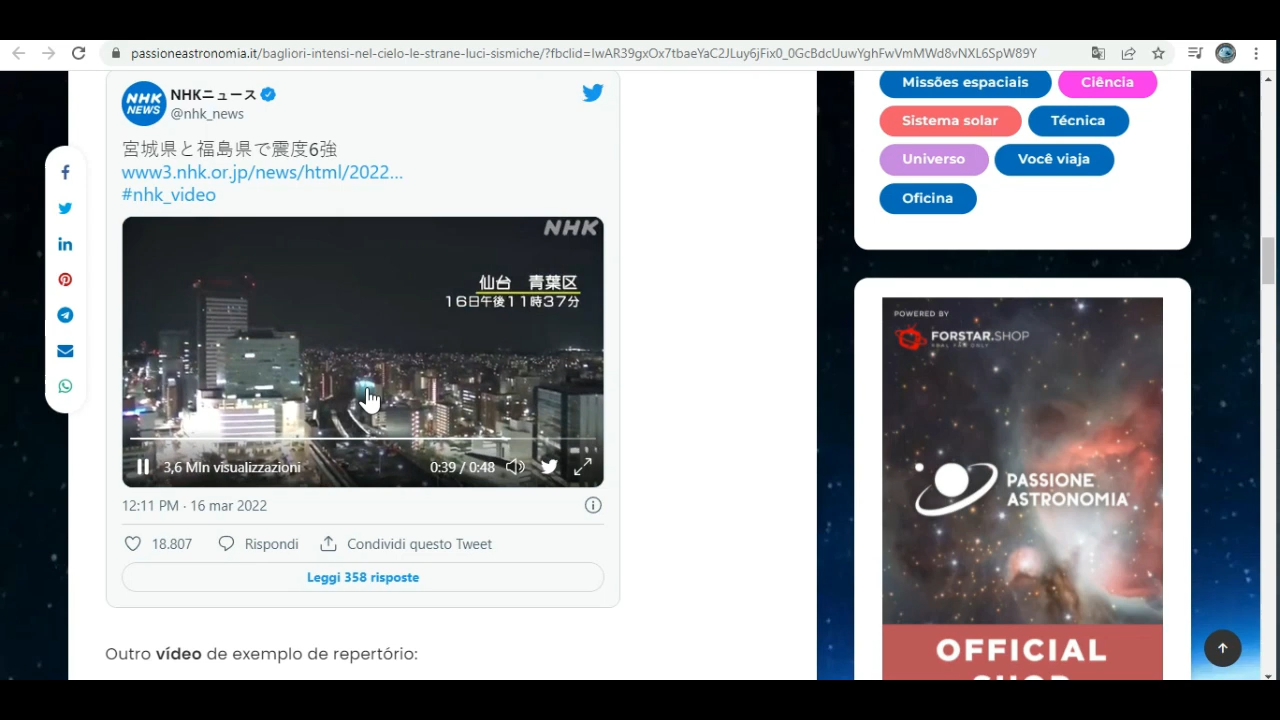 passioneastronomia.it/bagliori-intensi-nel-cielo-le-strane-luci-sismiche/?fbclid=IwAR39gxOx7tbaeYaC2JLuy6jFix0_0GcBdcUuwYghFwVmMWd8vNXL6SpW89Y
NHK
NEWS
NHKニュース
@nhk_news
宮城県と福島県で震度6強
www3.nhk.or.jp/news/html/2022...
#nhk_video
NHK
仙台 青葉区
16日午後11時37分
3,6 Mln visualizzazioni
0:39 / 0:48
12:11 PM · 16 mar 2022
18.807
Rispondi
Condividi questo Tweet
Leggi 358 risposte
Outro vídeo de exemplo de repertório:
Missões espaciais
Ciência
Sistema solar
Técnica
Universo
Você viaja
Oficina
POWERED BY
FORSTAR.SHOP
PASSIONE
ASTRONOMIA
OFFICIAL
SHOP